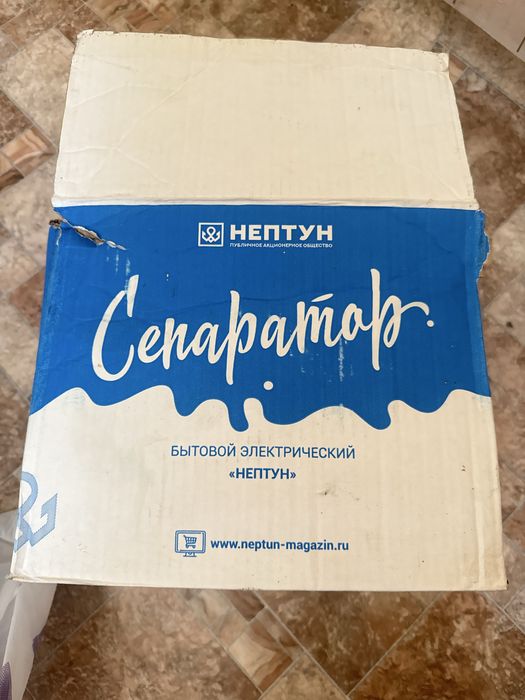 НЕПТУН
ПУБЛИЧНОЕ АКЦИОНЕРНОЕ ОБЩЕСТВО
Сепаратор
БЫТОВОЙ ЭЛЕКТРИЧЕСКИЙ
«НЕПТУН»
www.neptun-magazin.ru